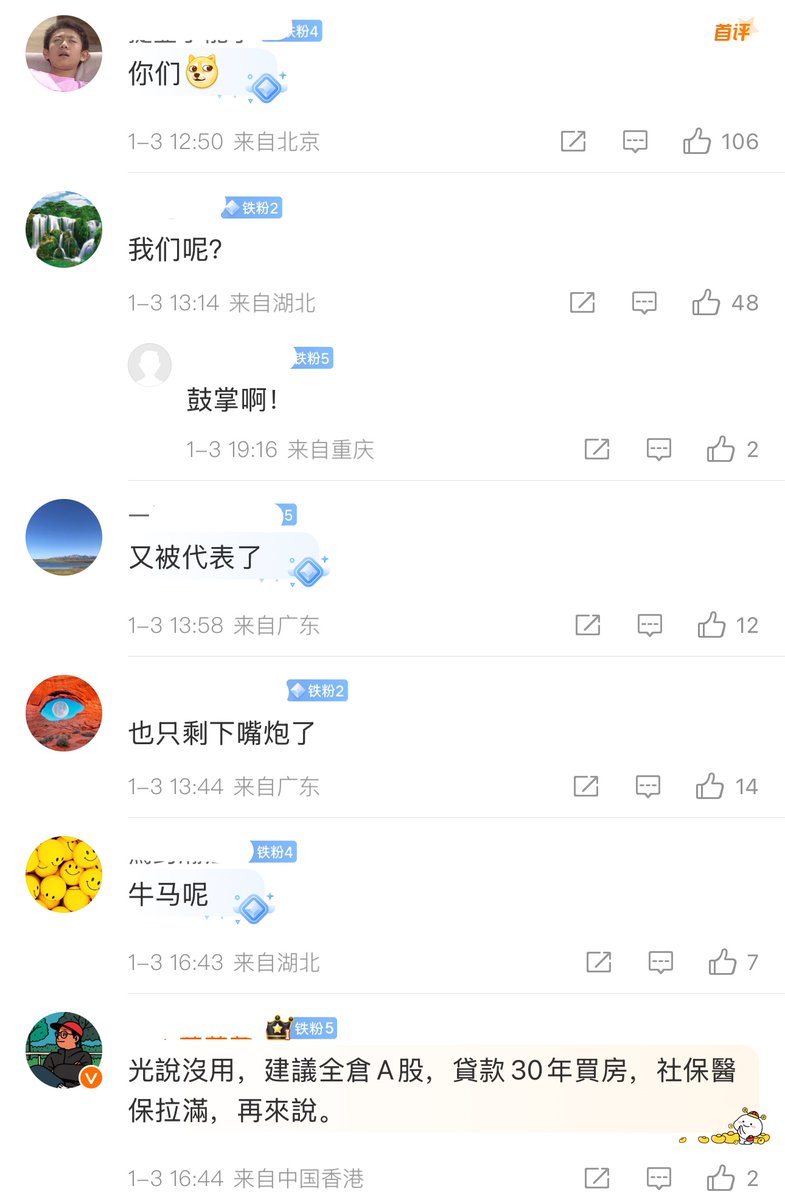 铁粉4
首评
你们
1-3 12:50 来自北京
106
铁粉2
我们呢?
1-3 13:14 来自湖北
48
铁粉5
鼓掌啊!
1-3 19:16 来自重庆
2
一
5
又被代表了
1-3 13:58 来自广东
12
铁粉2
也只剩下嘴炮了
1-3 13:44 来自广东
14
铁粉4
牛马呢
1-3 16:43 来自湖北
7
铁粉5
光說沒用，建議全倉A股，貸款30年買房，社保醫
保拉滿，再來說。
1-3 16:44 来自中国香港
2